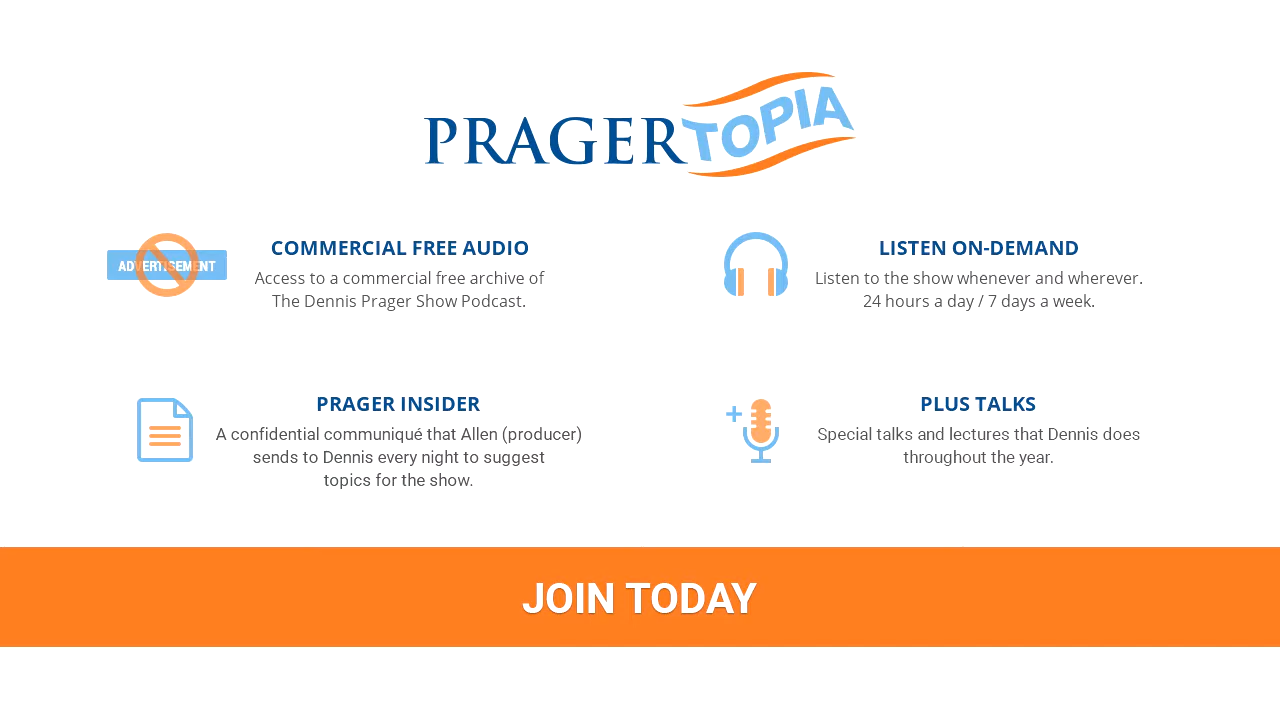 PRAGERTOPIA
ADVERTISEMENT
COMMERCIAL FREE AUDIO
Access to a commercial free archive of
The Dennis Prager Show Podcast.
LISTEN ON-DEMAND
Listen to the show whenever and wherever.
24 hours a day / 7 days a week.
PRAGER INSIDER
A confidential communiqué that Allen (producer)
sends to Dennis every night to suggest
topics for the show.
PLUS TALKS
Special talks and lectures that Dennis does
throughout the year.
JOIN TODAY